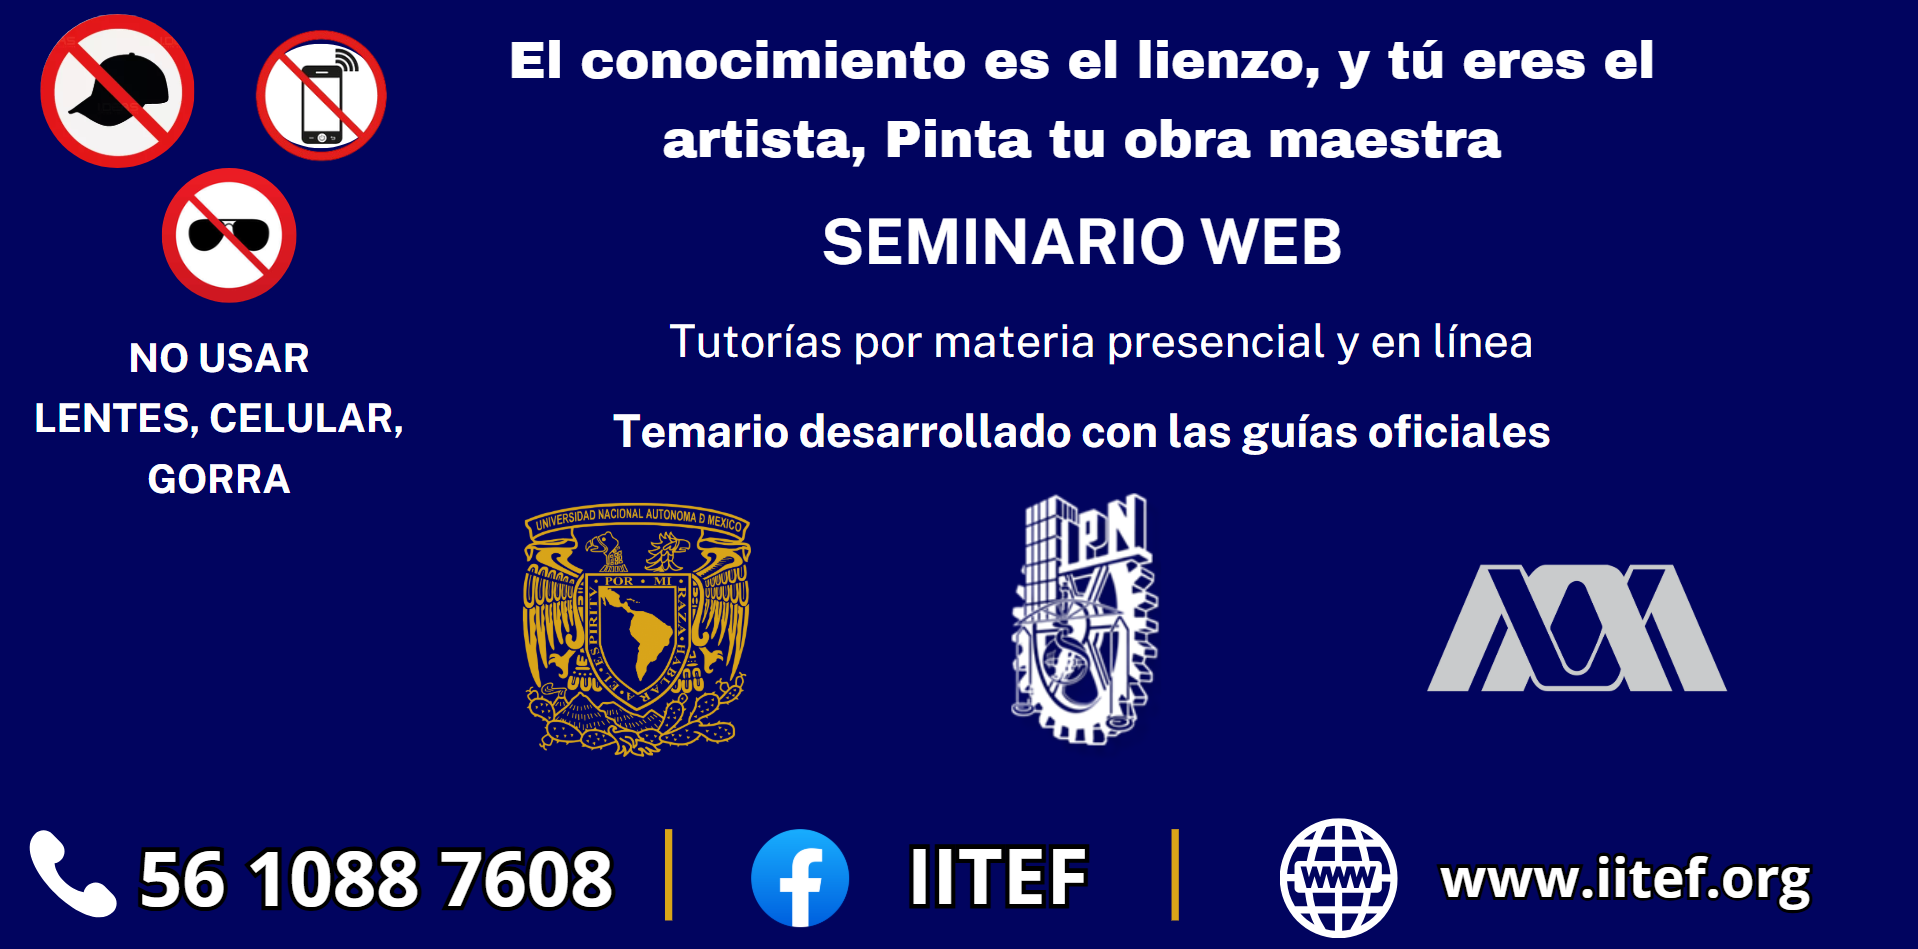 El conocimiento es el lienzo, y tú eres el
artista, Pinta tu obra maestra
SEMINARIO WEB
Tutorías por materia presencial y en línea
Temario desarrollado con las guías oficiales
NO USAR
LENTES, CELULAR,
GORRA
UNIVERSIDAD NACIONAL AUTONOMA D MEXICO
POR • MI
RAZA • HABLARA • EL • ESPIRITV
IPN
56 1088 7608
IITEF
WWW
www.iitef.org